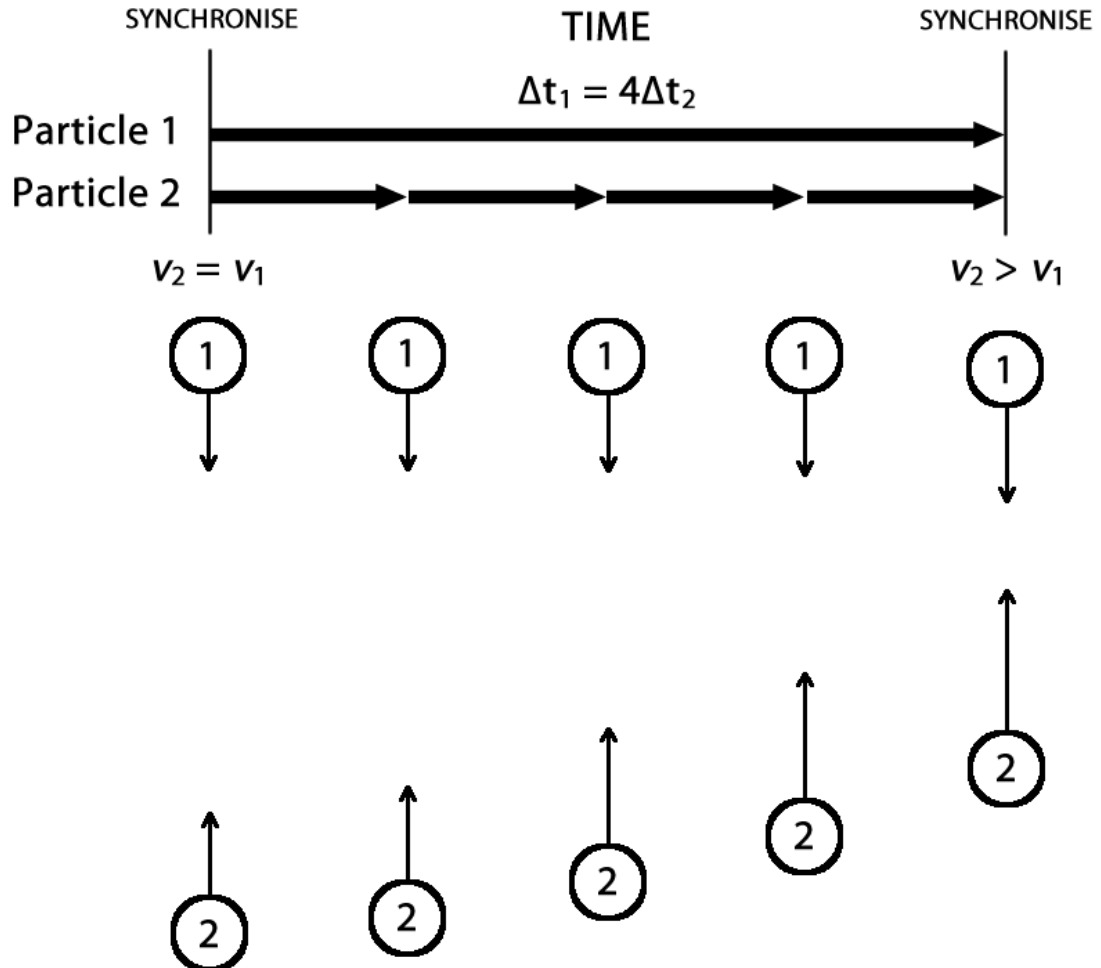 SYNCHRONISE TIME SYNCHRONISE
Δt₁ = 4Δt₂
Particle 1
Particle 2
v₂ = v₁ v₂ > v₁
1 1 1 1 1
2 2 2 2 2